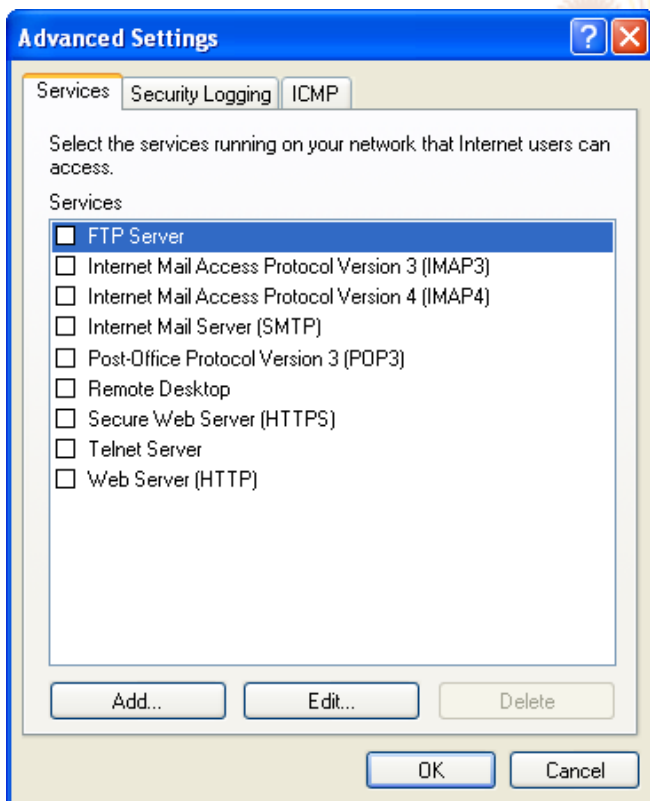 Advanced Settings
Services Security Logging ICMP
Select the services running on your network that Internet users can
access.
Services
FTP Server
Internet Mail Access Protocol Version 3 (IMAP3)
Internet Mail Access Protocol Version 4 (IMAP4)
Internet Mail Server (SMTP)
Post-Office Protocol Version 3 (POP3)
Remote Desktop
Secure Web Server (HTTPS)
Telnet Server
Web Server (HTTP)
Add... Edit... Delete
OK Cancel